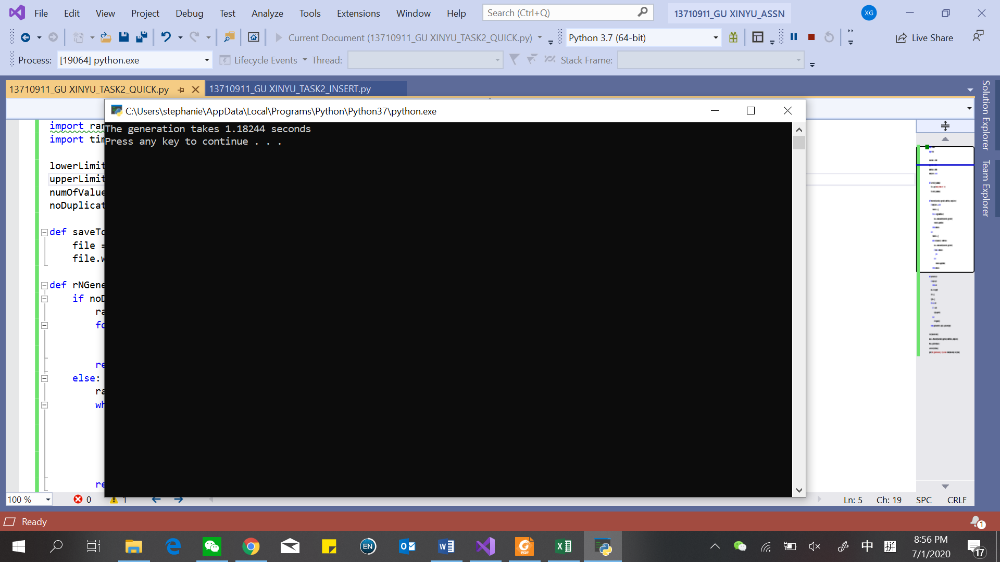 File Edit View Project Debug Test Analyze Tools Extensions Window Help Search (Ctrl+Q) 13710911_GU XINYU_ASSN XG
Current Document (13710911_GU XINYU_TASK2_QUICK.py) Python 3.7 (64-bit) Live Share
Process: [19064] python.exe Lifecycle Events Thread: Stack Frame:
13710911_GU XINYU_TASK2_QUICK.py 13710911_GU XINYU_TASK2_INSERT.py
C:\Users\stephanie\AppData\Local\Programs\Python\Python37\python.exe
The generation takes 1.18244 seconds
Press any key to continue . . .
import ran
import tim
lowerLimit
upperLimit
numOfValue
noDuplicat
def saveTo
file =
file.w
def rNGene
if noD
ra
fo
re
else:
ra
wh
re
Solution Explorer
Team Explorer
100 % 0 1 Ln: 5 Ch: 19 SPC CRLF
Ready 1
EN PDF 中 拼 8:56 PM
7/1/2020 17